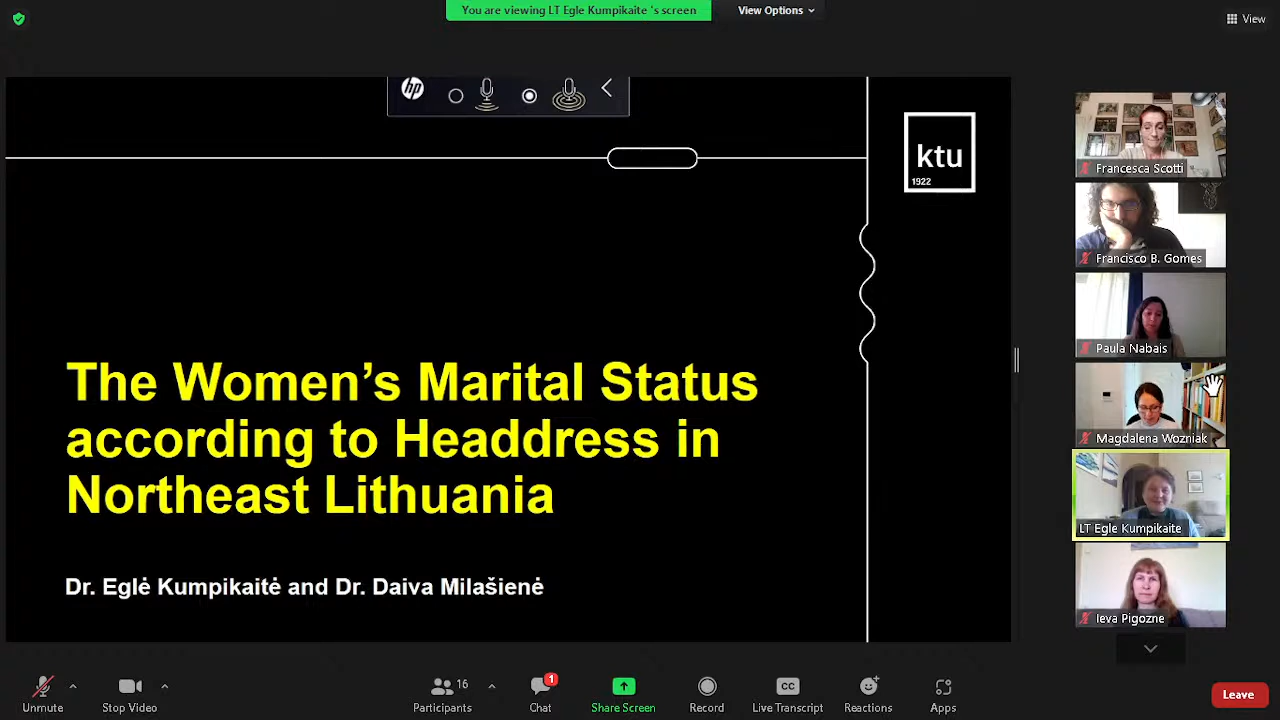 You are viewing LT Egle Kumpikaite 's screen
View Options
View
hp
ktu
1922
The Women's Marital Status
according to Headdress in
Northeast Lithuania
Dr. Eglė Kumpikaitė and Dr. Daiva Milašienė
Francesca Scotti
Francisco B. Gomes
Paula Nabais
Magdalena Wozniak
LT Egle Kumpikaite
Ieva Pigozne
Unmute
Stop Video
16
Participants
1
Chat
Share Screen
Record
CC
Live Transcript
Reactions
Apps
Leave